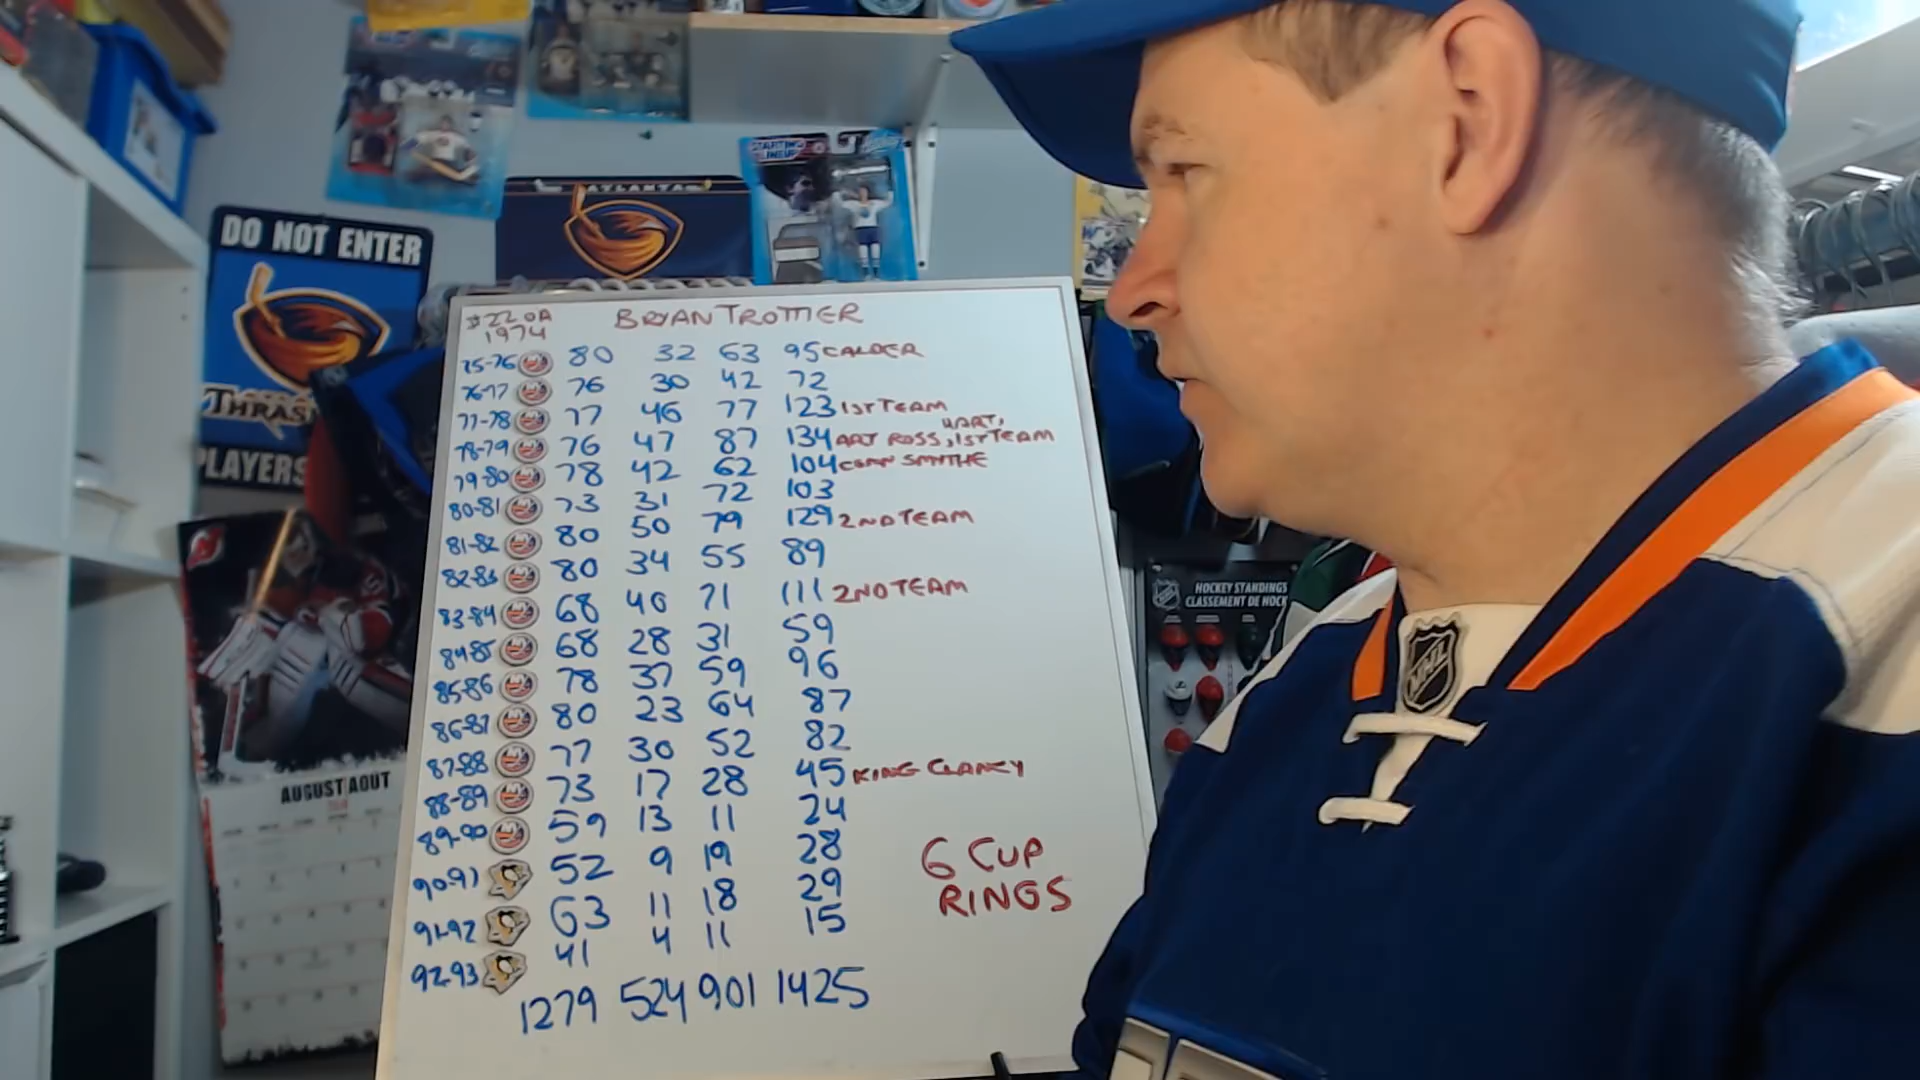 STARTING LINEUP
ATLANTA
DO NOT ENTER
THRAS
PLAYERS
#22 OA
1974
BRYAN TROTTIER
75-76 80 32 63 95 CALDER
76-77 76 30 42 72
77-78 77 46 77 123 1ST TEAM
78-79 76 47 87 134 ART ROSS, HART, 1ST TEAM
79-80 78 42 62 104 CONN SMYTHE
80-81 73 31 72 103
81-82 80 50 79 129 2ND TEAM
82-83 80 34 55 89
83-84 68 40 71 111 2ND TEAM
84-85 68 28 31 59
85-86 78 37 59 96
86-87 80 23 64 87
87-88 77 30 52 82
88-89 73 17 28 45 KING CLANCY
89-90 59 13 11 24
90-91 52 9 19 28
91-92 63 11 18 29
92-93 41 4 11 15
1279 524 901 1425
6 CUP
RINGS
AUGUST AOUT
HOCKEY STANDINGS
CLASSEMENT DE HOCK
NHL